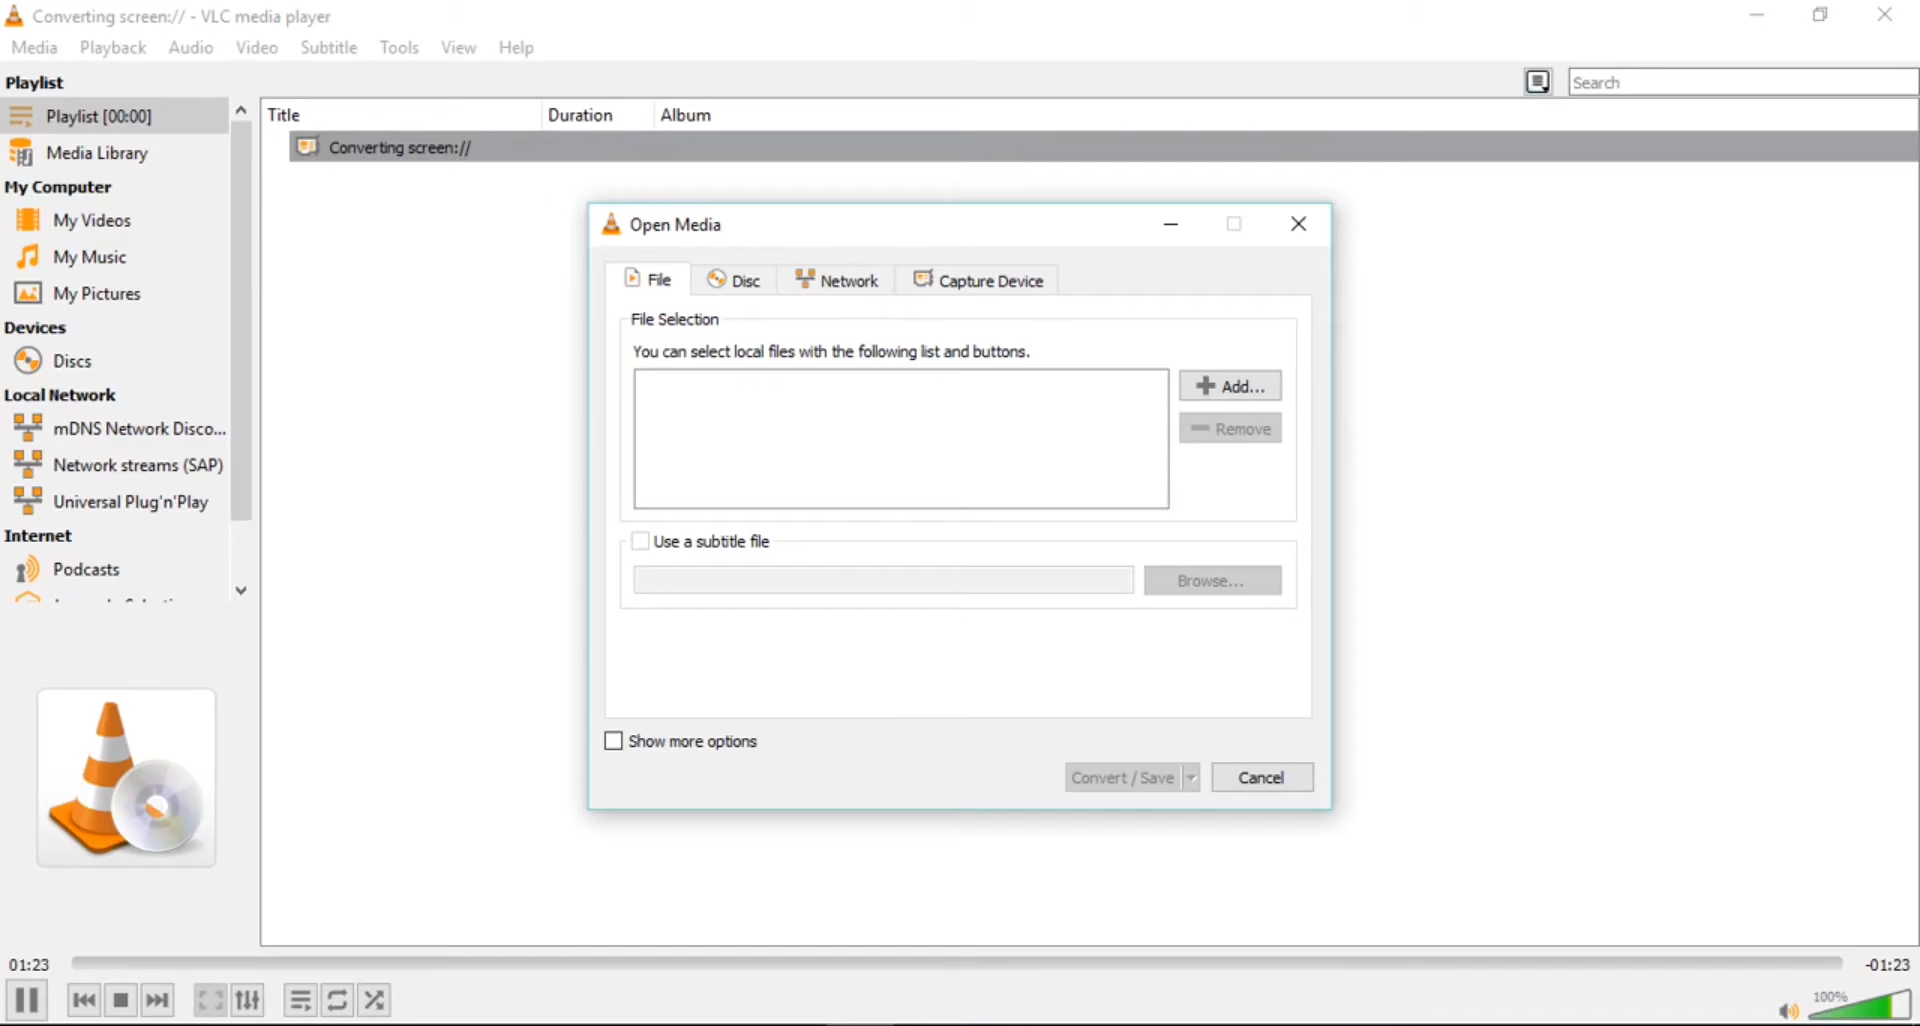 Converting screen:// - VLC media player
Media Playback Audio Video Subtitle Tools View Help
Playlist
Search
Playlist [00:00]
Media Library
My Computer
My Videos
My Music
My Pictures
Devices
Discs
Local Network
mDNS Network Disco...
Network streams (SAP)
Universal Plug'n'Play
Internet
Podcasts
Title Duration Album
Converting screen://
Open Media
File Disc Network Capture Device
File Selection
You can select local files with the following list and buttons.
Add...
Remove
Use a subtitle file
Browse...
Show more options
Convert / Save Cancel
01:23 -01:23
100%